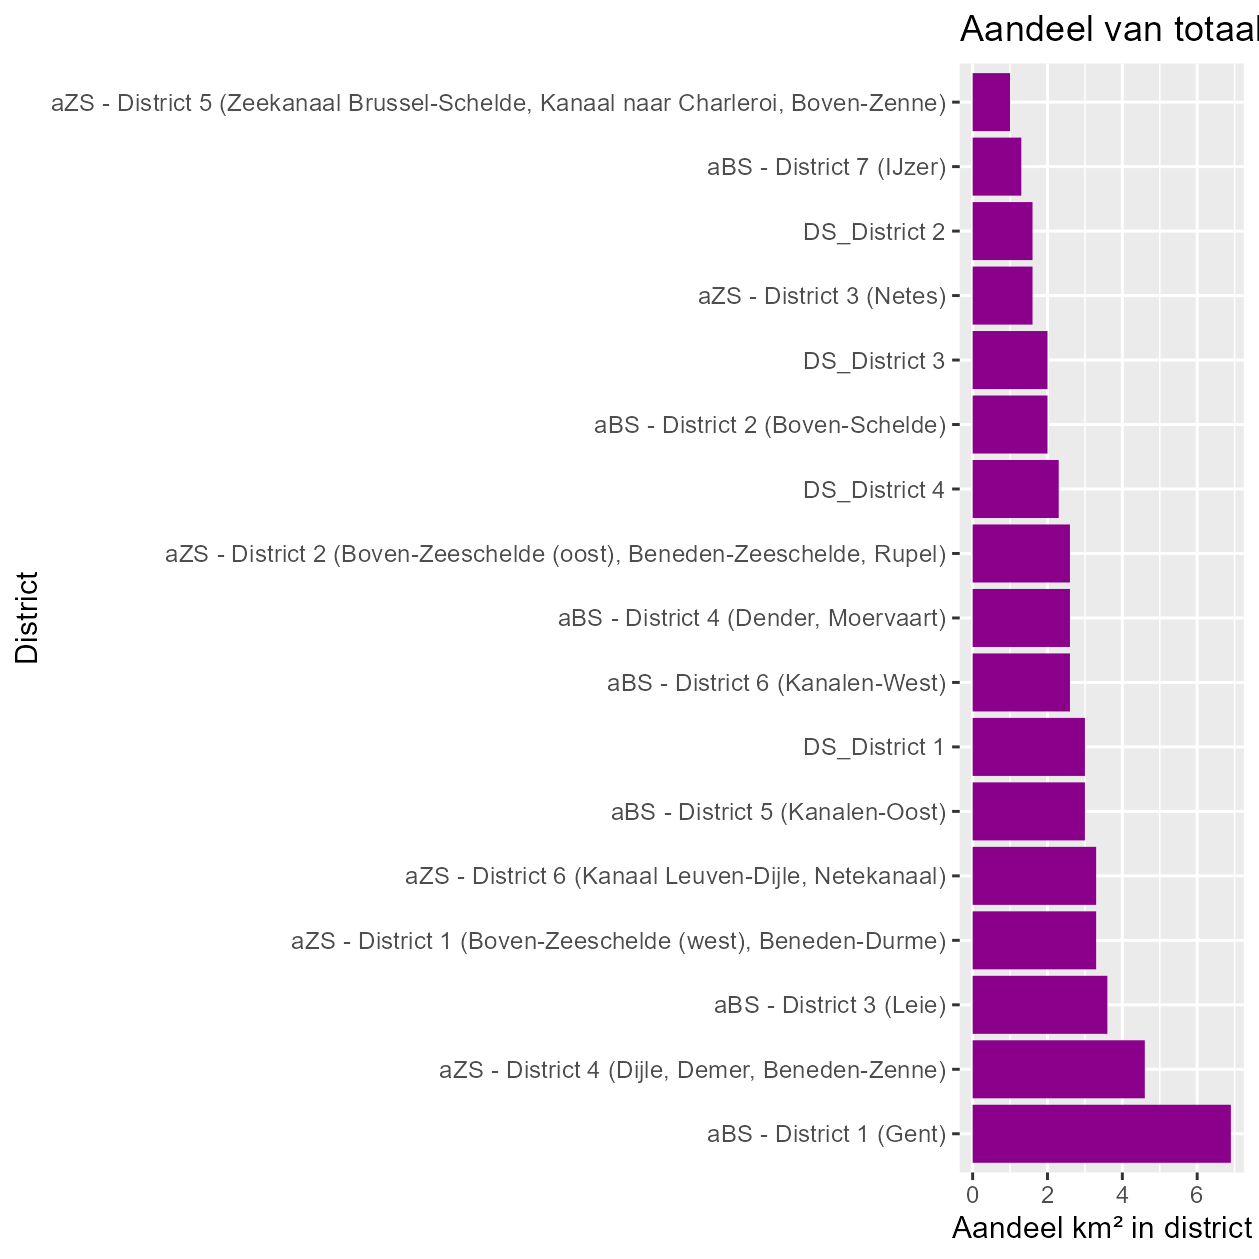 Aandeel van totaal
aZS - District 5 (Zeekanaal Brussel-Schelde, Kanaal naar Charleroi, Boven-Zenne)
aBS - District 7 (IJzer)
DS_District 2
aZS - District 3 (Netes)
DS_District 3
aBS - District 2 (Boven-Schelde)
DS_District 4
aZS - District 2 (Boven-Zeeschelde (oost), Beneden-Zeeschelde, Rupel)
aBS - District 4 (Dender, Moervaart)
aBS - District 6 (Kanalen-West)
DS_District 1
aBS - District 5 (Kanalen-Oost)
aZS - District 6 (Kanaal Leuven-Dijle, Netekanaal)
aZS - District 1 (Boven-Zeeschelde (west), Beneden-Durme)
aBS - District 3 (Leie)
aZS - District 4 (Dijle, Demer, Beneden-Zenne)
aBS - District 1 (Gent)
District
0 2 4 6
Aandeel km² in district